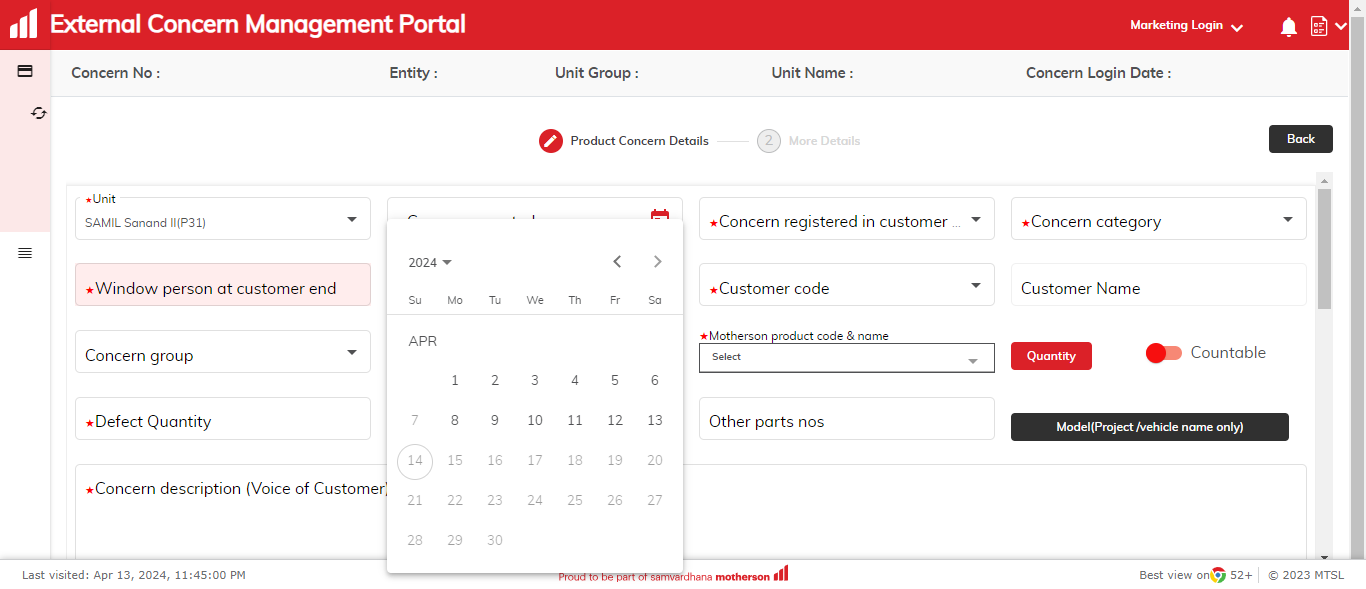 External Concern Management Portal
Marketing Login
Concern No :
Entity :
Unit Group :
Unit Name :
Concern Login Date :
Product Concern Details
2
More Details
Back
★Unit
SAMIL Sanand II(P31)
★Concern registered in customer ...
★Concern category
★Window person at customer end
2024
★Customer code
Customer Name
Su Mo Tu We Th Fr Sa
Concern group
APR
★Motherson product code & name
Select
Quantity
Countable
1 2 3 4 5 6
★Defect Quantity
7 8 9 10 11 12 13
Other parts nos
Model(Project /vehicle name only)
14 15 16 17 18 19 20
★Concern description (Voice of Customer)
21 22 23 24 25 26 27
28 29 30
Last visited: Apr 13, 2024, 11:45:00 PM
Proud to be part of samvardhana motherson
Best view on 52+
© 2023 MTSL